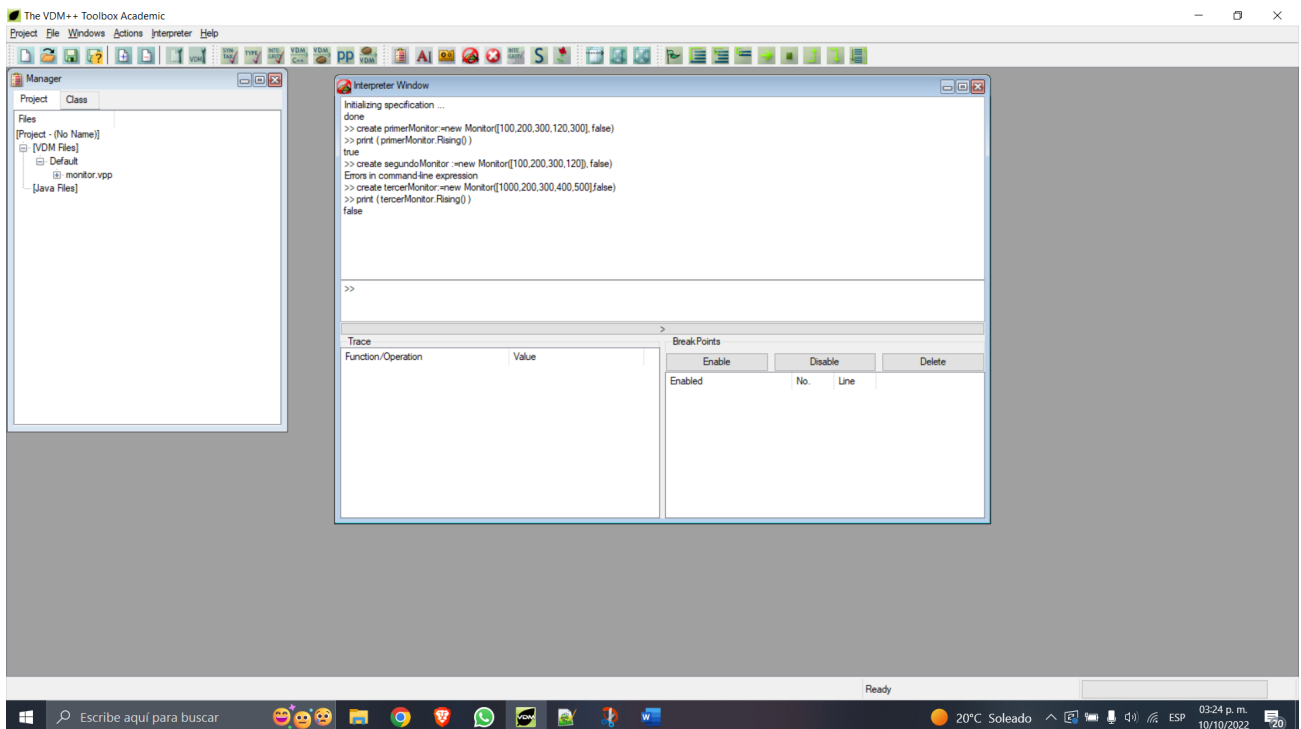 The VDM++ Toolbox Academic
Project File Windows Actions Interpreter Help
Manager
Project Class
Files
[Project - (No Name)]
[VDM Files]
Default
monitor.vpp
[Java Files]
Interpreter Window
Initializing specification ...
done
>> create primerMonitor:=new Monitor([100,200,300,120,300], false)
>> print ( primerMonitor.Rising() )
true
>> create segundoMonitor :=new Monitor([100,200,300,120]), false)
Errors in command-line expression
>> create tercerMonitor:=new Monitor([1000,200,300,400,500],false)
>> print ( tercerMonitor.Rising() )
false
>>
>
Trace
Function/Operation Value
BreakPoints
Enable Disable Delete
Enabled No. Line
Ready
Escribe aquí para buscar
20°C Soleado
ESP
03:24 p. m.
10/10/2022
20